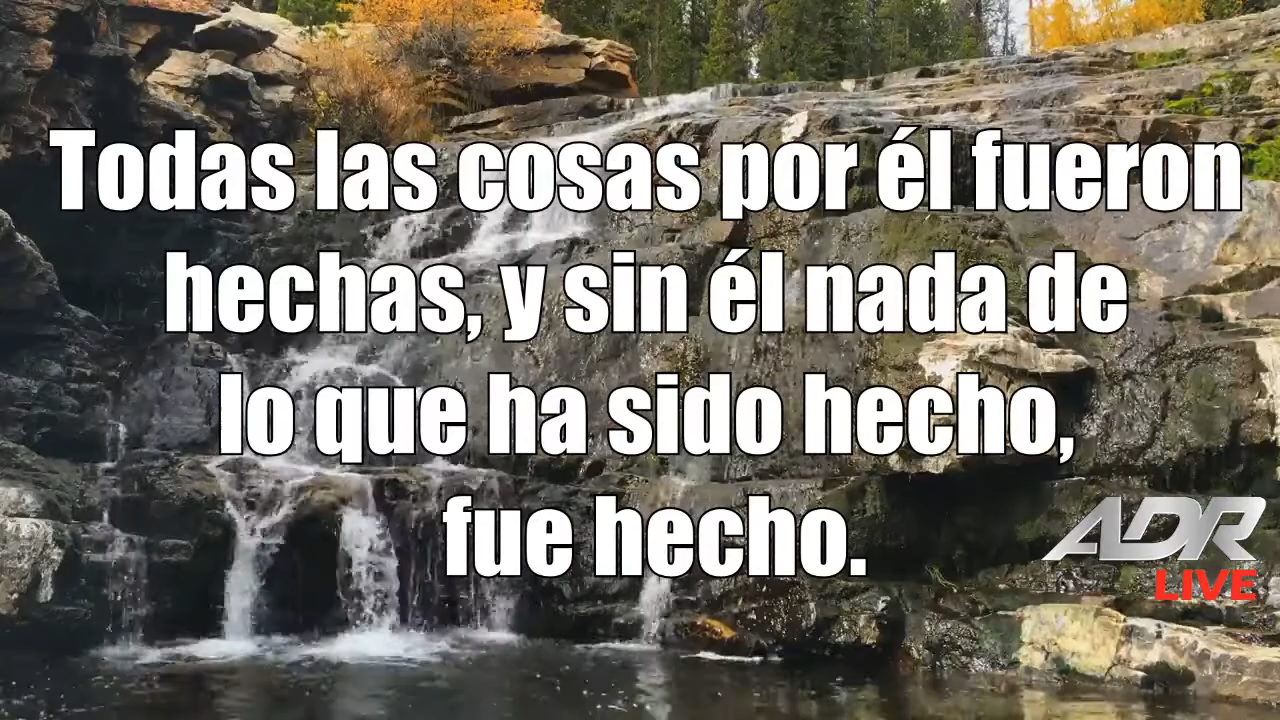 Todas las cosas por él fueron
hechas, y sin él nada de
lo que ha sido hecho,
fue hecho.
ADR
LIVE